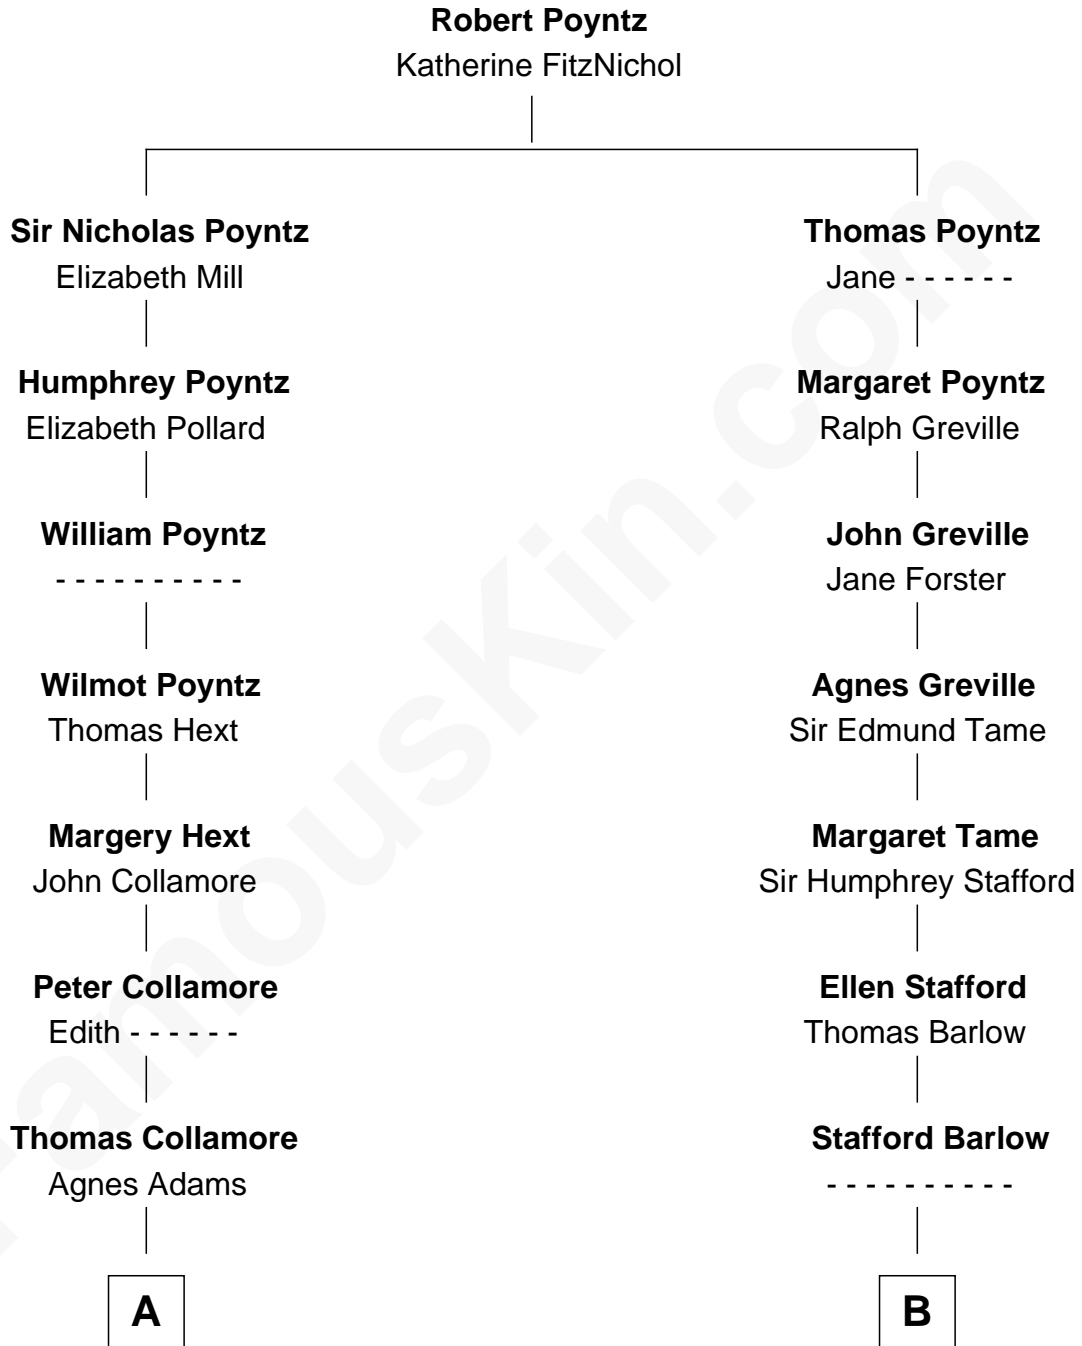 Robert Poyntz
Katherine FitzNichol
Sir Nicholas Poyntz
Elizabeth Mill
Thomas Poyntz
Jane - - - - - -
Humphrey Poyntz
Elizabeth Pollard
Margaret Poyntz
Ralph Greville
William Poyntz
- - - - - - - - - -
John Greville
Jane Forster
Wilmot Poyntz
Thomas Hext
Agnes Greville
Sir Edmund Tame
Margery Hext
John Collamore
Margaret Tame
Sir Humphrey Stafford
Peter Collamore
Edith - - - - - -
Ellen Stafford
Thomas Barlow
Thomas Collamore
Agnes Adams
Stafford Barlow
- - - - - - - - - -
A
B
FamousKin.com